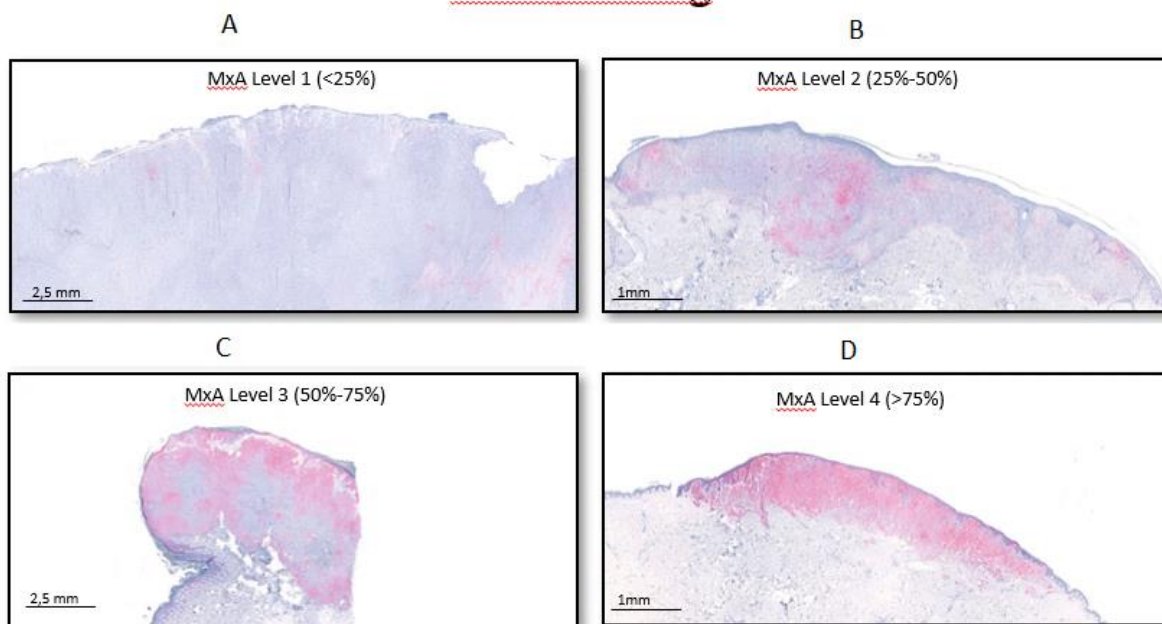 A
MxA Level 1 (<25%)
2,5 mm
B
MxA Level 2 (25%-50%)
1mm
C
MxA Level 3 (50%-75%)
2,5 mm
D
MxA Level 4 (>75%)
1mm